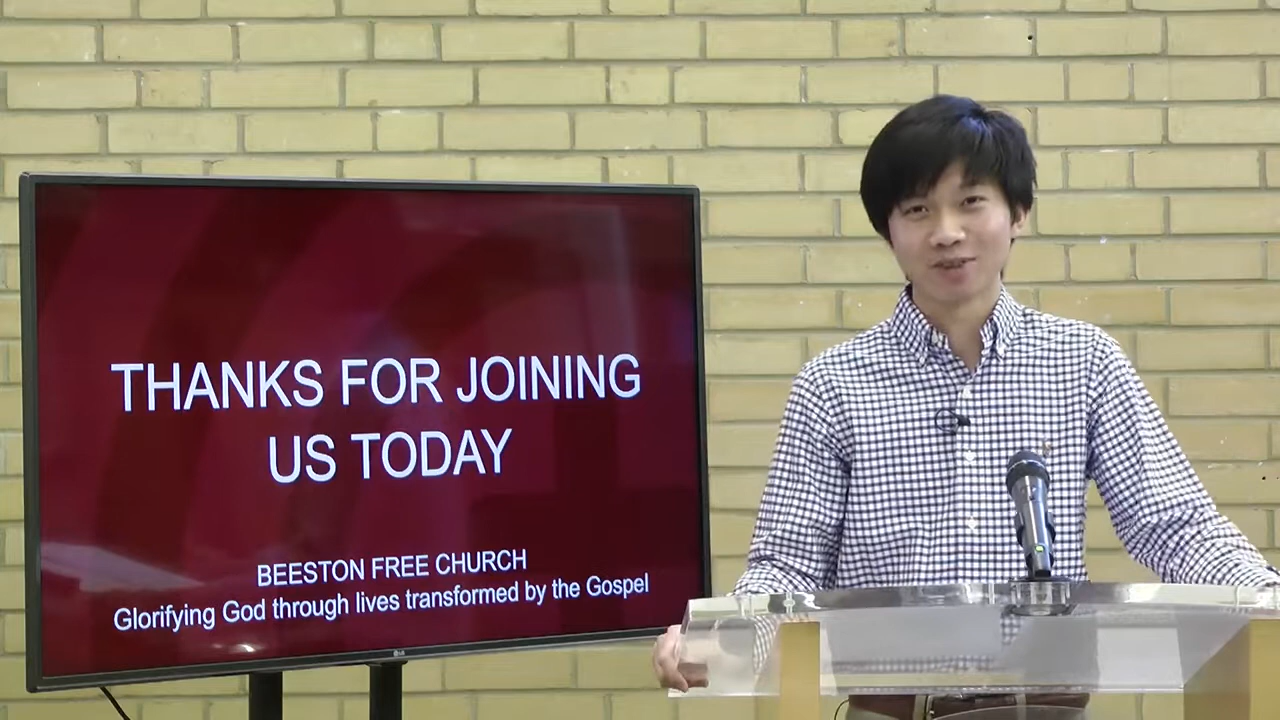 THANKS FOR JOINING
US TODAY
BEESTON FREE CHURCH
Glorifying God through lives transformed by the Gospel
LG